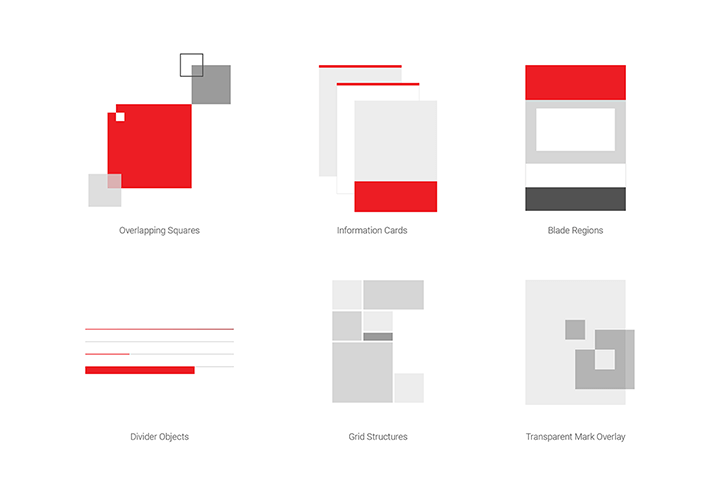 Overlapping Squares
Information Cards
Blade Regions
Divider Objects
Grid Structures
Transparent Mark Overlay